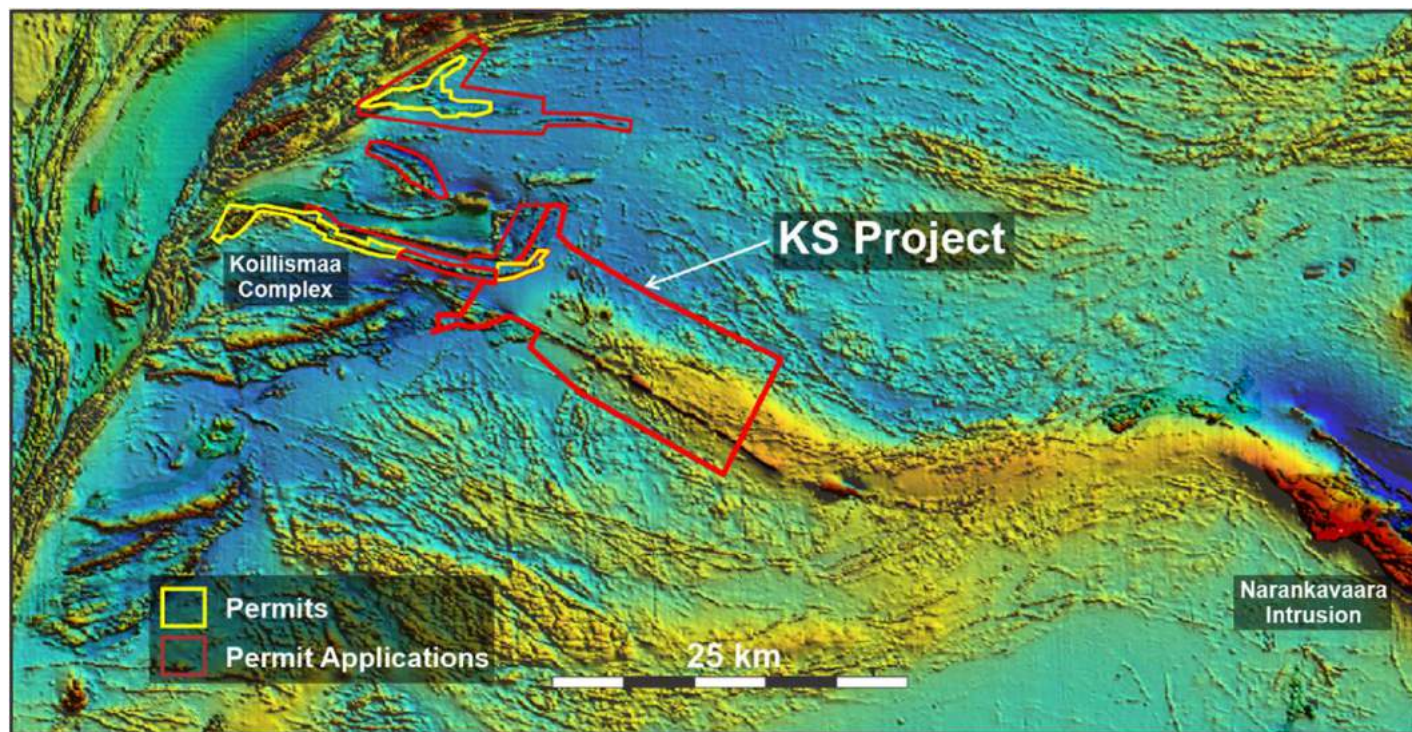 KS Project
Koillismaa
Complex
Permits
Permit Applications
25 km
Narankavaara
Intrusion